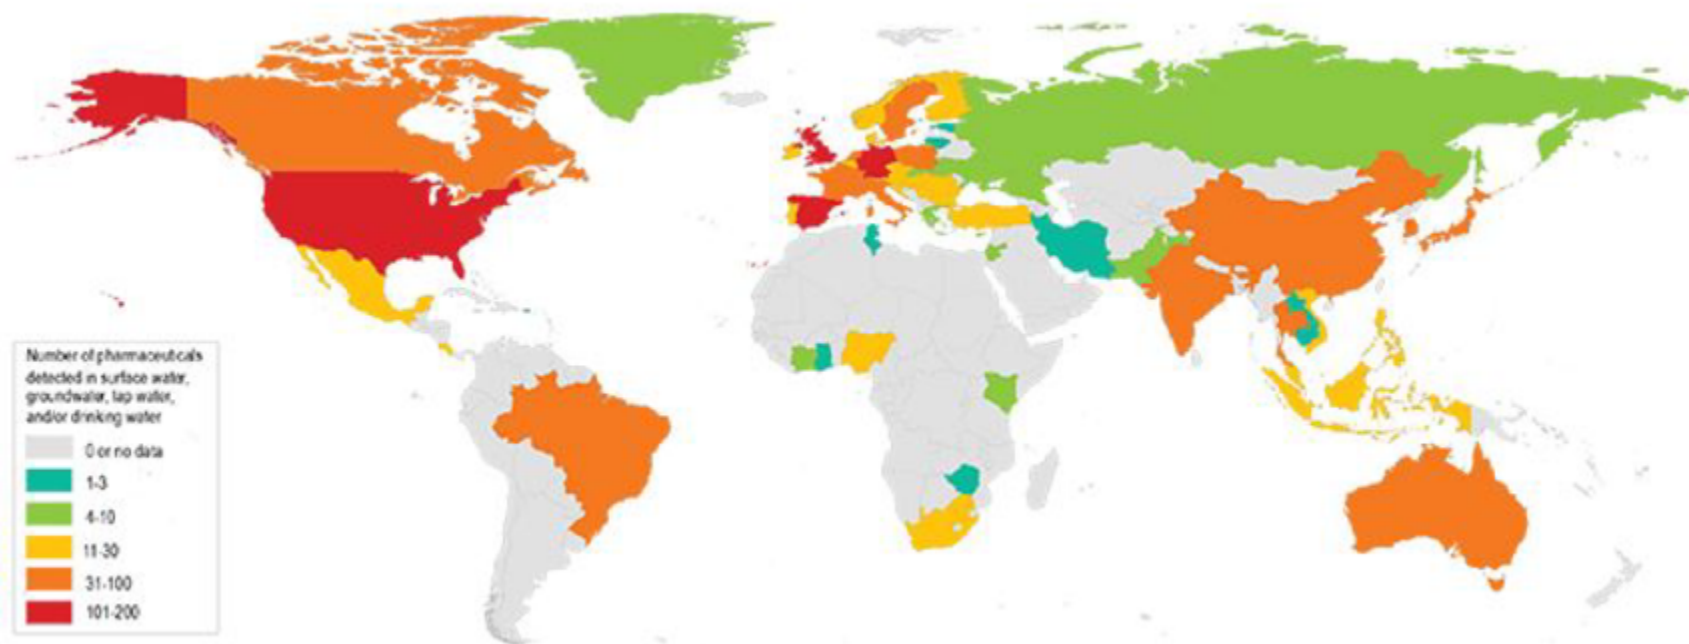 Number of pharmaceuticals
detected in surface water,
groundwater, tap water,
and/or drinking water
0 or no data
1-3
4-10
11-30
31-100
101-200